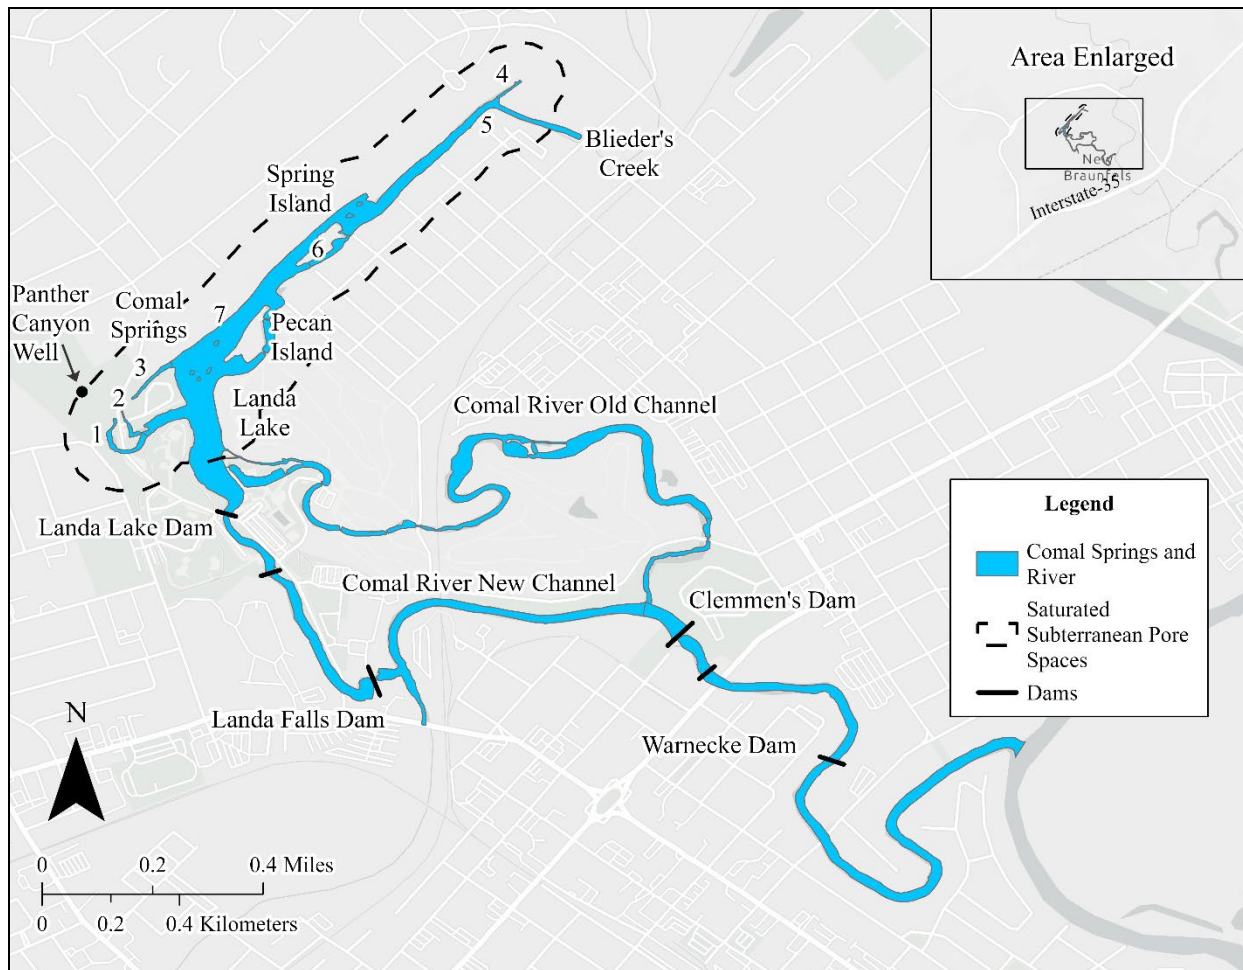 Area Enlarged
New
Braunfels
Interstate-35
4
5
Blieder's
Creek
Spring
Island
6
Panther
Canyon
Well
Comal
Springs
7
Pecan
Island
3
2
1
Landa
Lake
Comal River Old Channel
Landa Lake Dam
Comal River New Channel
Clemmen's Dam
Landa Falls Dam
Warnecke Dam
Legend
Comal Springs and
River
Saturated
Subterranean Pore
Spaces
Dams
N
0 0.2 0.4 Miles
0 0.2 0.4 Kilometers